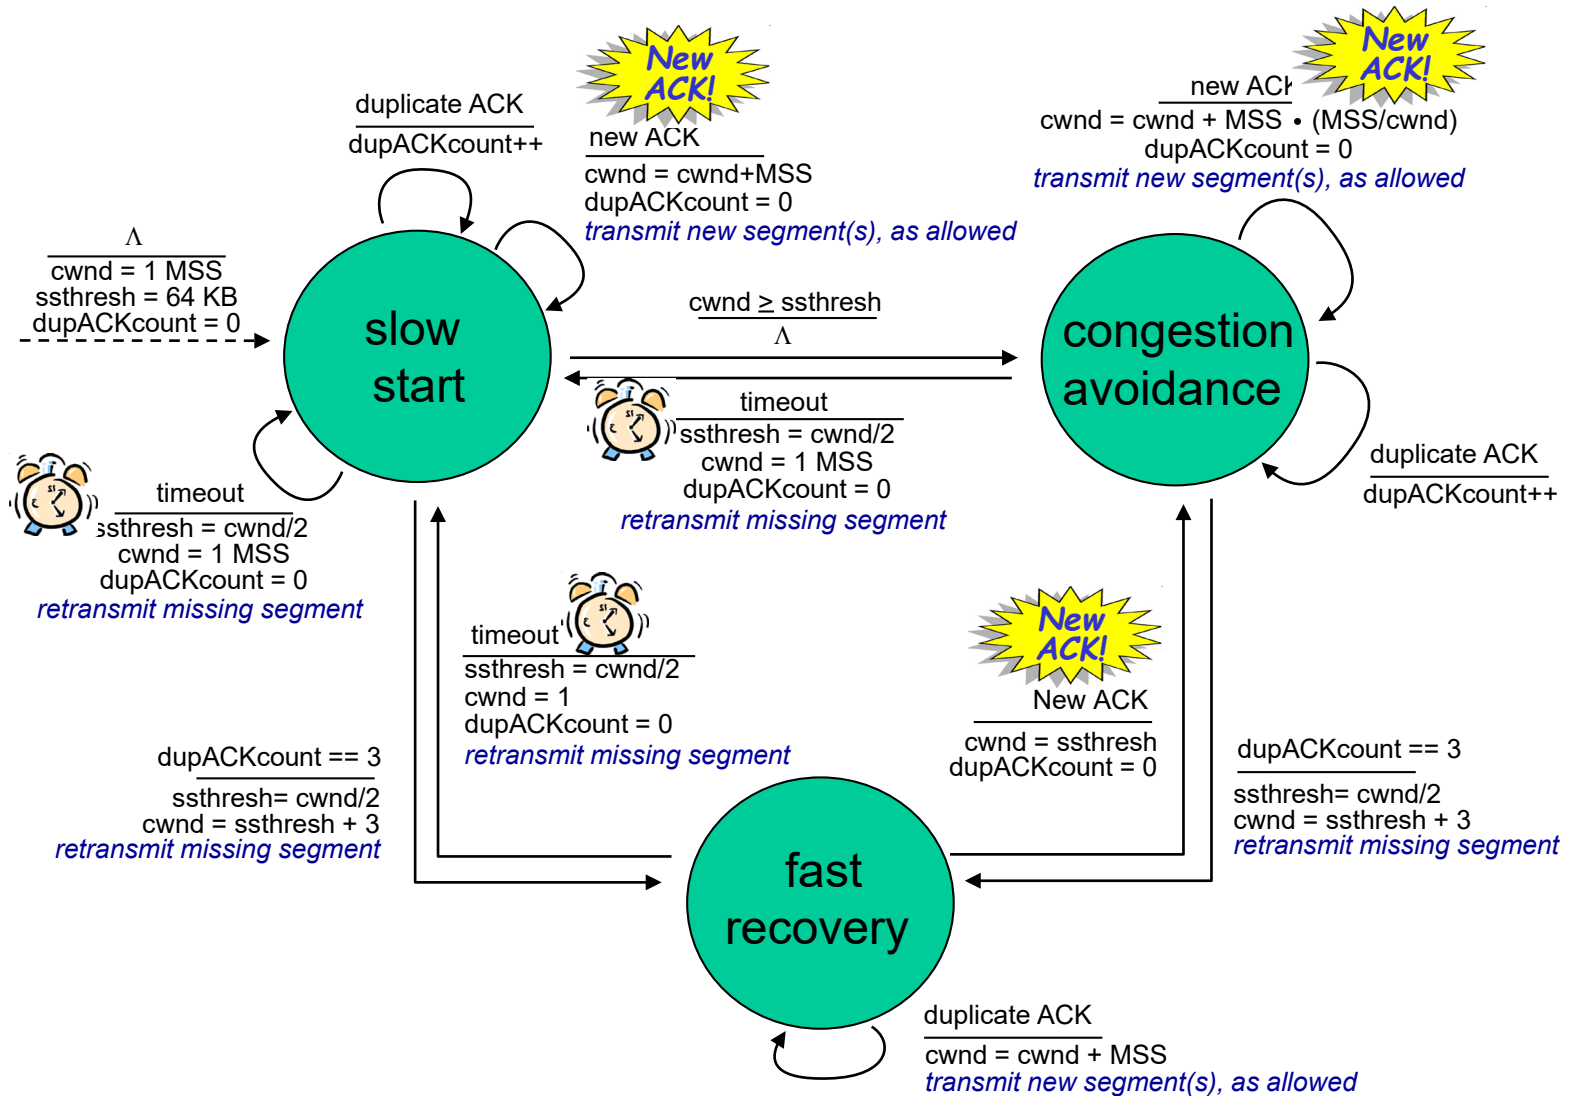 New
ACK!
duplicate ACK
dupACKcount++
new ACK
cwnd = cwnd+MSS
dupACKcount = 0
transmit new segment(s), as allowed
New
ACK!
new ACK
cwnd = cwnd + MSS • (MSS/cwnd)
dupACKcount = 0
transmit new segment(s), as allowed
Λ
cwnd = 1 MSS
ssthresh = 64 KB
dupACKcount = 0
slow
start
cwnd ≥ ssthresh
Λ
congestion
avoidance
timeout
ssthresh = cwnd/2
cwnd = 1 MSS
dupACKcount = 0
retransmit missing segment
duplicate ACK
dupACKcount++
timeout
ssthresh = cwnd/2
cwnd = 1 MSS
dupACKcount = 0
retransmit missing segment
timeout
ssthresh = cwnd/2
cwnd = 1
dupACKcount = 0
retransmit missing segment
New
ACK!
New ACK
cwnd = ssthresh
dupACKcount = 0
dupACKcount == 3
ssthresh= cwnd/2
cwnd = ssthresh + 3
retransmit missing segment
dupACKcount == 3
ssthresh= cwnd/2
cwnd = ssthresh + 3
retransmit missing segment
fast
recovery
duplicate ACK
cwnd = cwnd + MSS
transmit new segment(s), as allowed